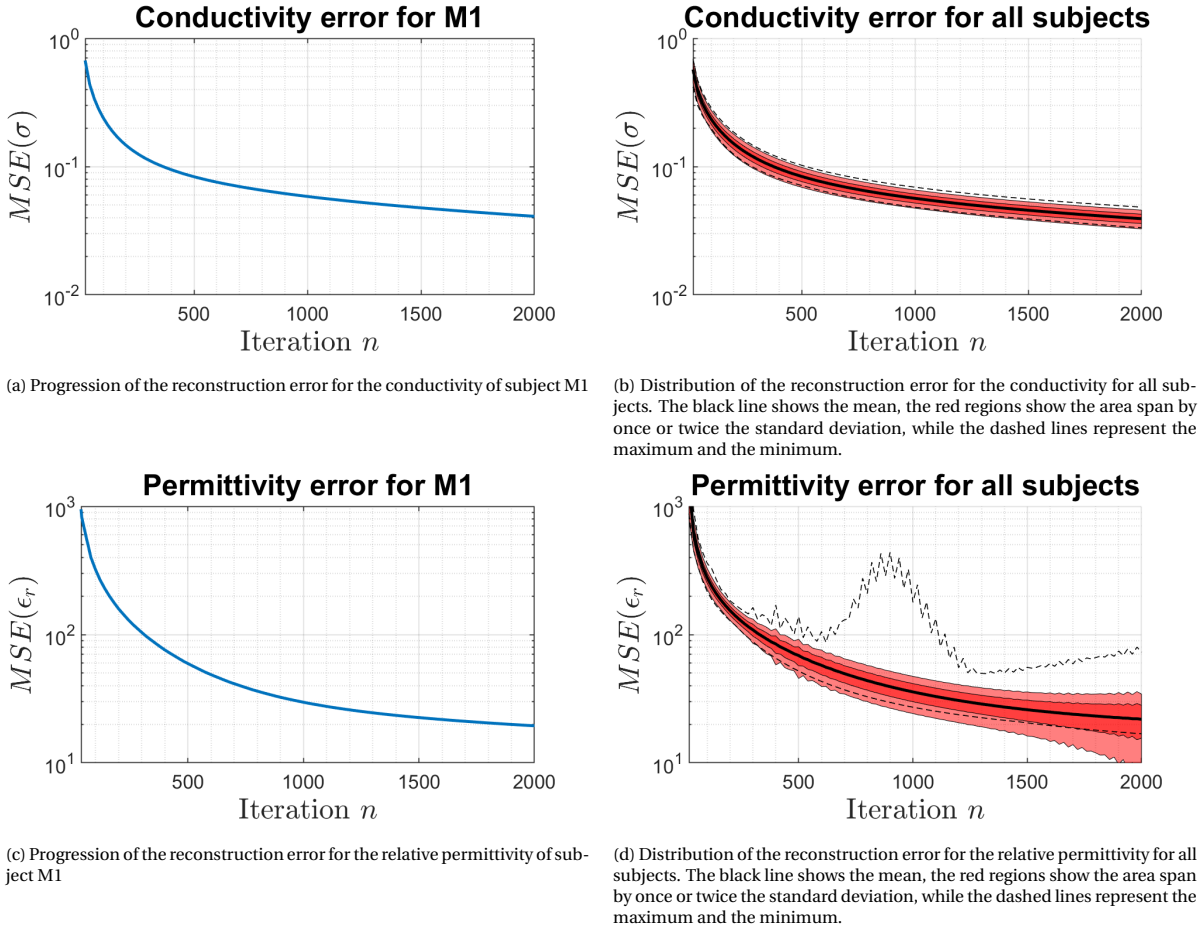 Conductivity error for M1
10^0
10^-1
10^-2
MSE(σ)
500 1000 1500 2000
Iteration n
(a) Progression of the reconstruction error for the conductivity of subject M1
Conductivity error for all subjects
10^0
10^-1
10^-2
MSE(σ)
500 1000 1500 2000
Iteration n
(b) Distribution of the reconstruction error for the conductivity for all sub-
jects. The black line shows the mean, the red regions show the area span by
once or twice the standard deviation, while the dashed lines represent the
maximum and the minimum.
Permittivity error for M1
10^3
10^2
10^1
MSE(ϵ_r)
500 1000 1500 2000
Iteration n
(c) Progression of the reconstruction error for the relative permittivity of sub-
ject M1
Permittivity error for all subjects
10^3
10^2
10^1
MSE(ϵ_r)
500 1000 1500 2000
Iteration n
(d) Distribution of the reconstruction error for the relative permittivity for all
subjects. The black line shows the mean, the red regions show the area span
by once or twice the standard deviation, while the dashed lines represent the
maximum and the minimum.